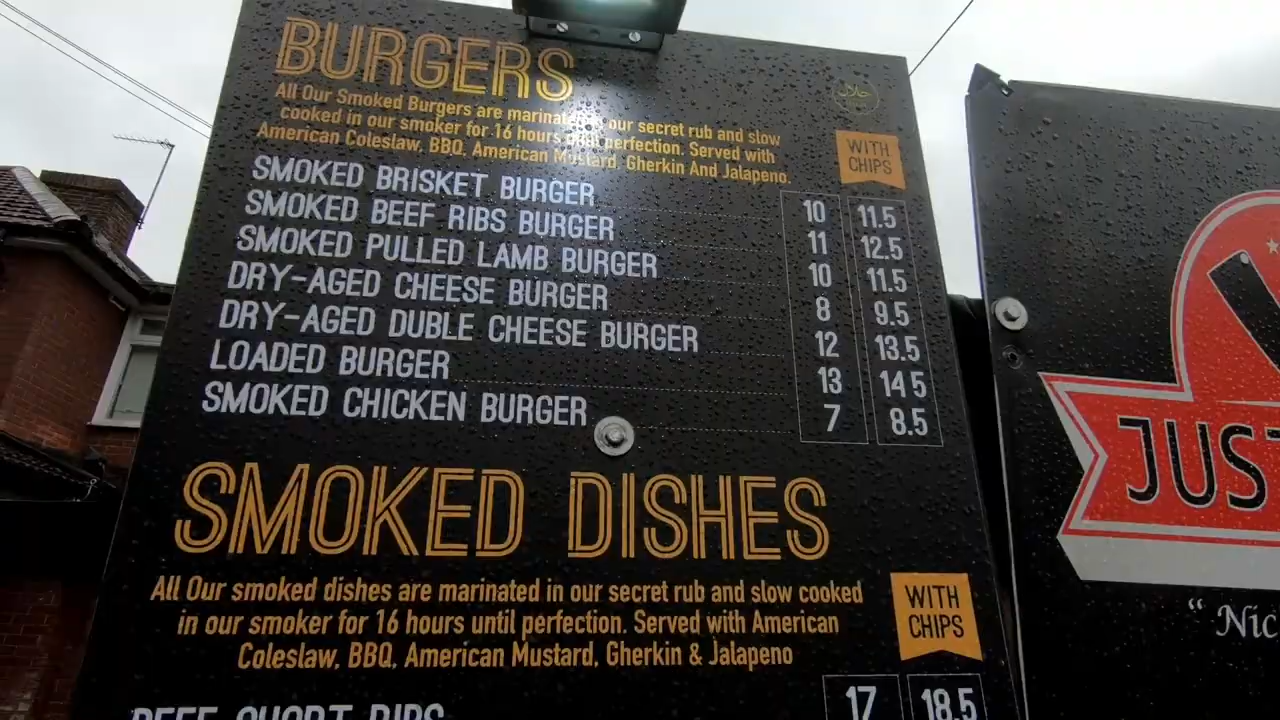 BURGERS
All Our Smoked Burgers are marinated in our secret rub and slow
cooked in our smoker for 16 hours until perfection. Served with
American Coleslaw, BBQ, American Mustard, Gherkin And Jalapeno.
حلال
WITH
CHIPS
SMOKED BRISKET BURGER 10 11.5
SMOKED BEEF RIBS BURGER 11 12.5
SMOKED PULLED LAMB BURGER 10 11.5
DRY-AGED CHEESE BURGER 8 9.5
DRY-AGED DUBLE CHEESE BURGER 12 13.5
LOADED BURGER 13 14 5
SMOKED CHICKEN BURGER 7 8.5
SMOKED DISHES
All Our smoked dishes are marinated in our secret rub and slow cooked
in our smoker for 16 hours until perfection. Served with American
Coleslaw, BBQ, American Mustard, Gherkin & Jalapeno
WITH
CHIPS
BEEF SHORT RIBS 17 18.5
JUST
“ Nic